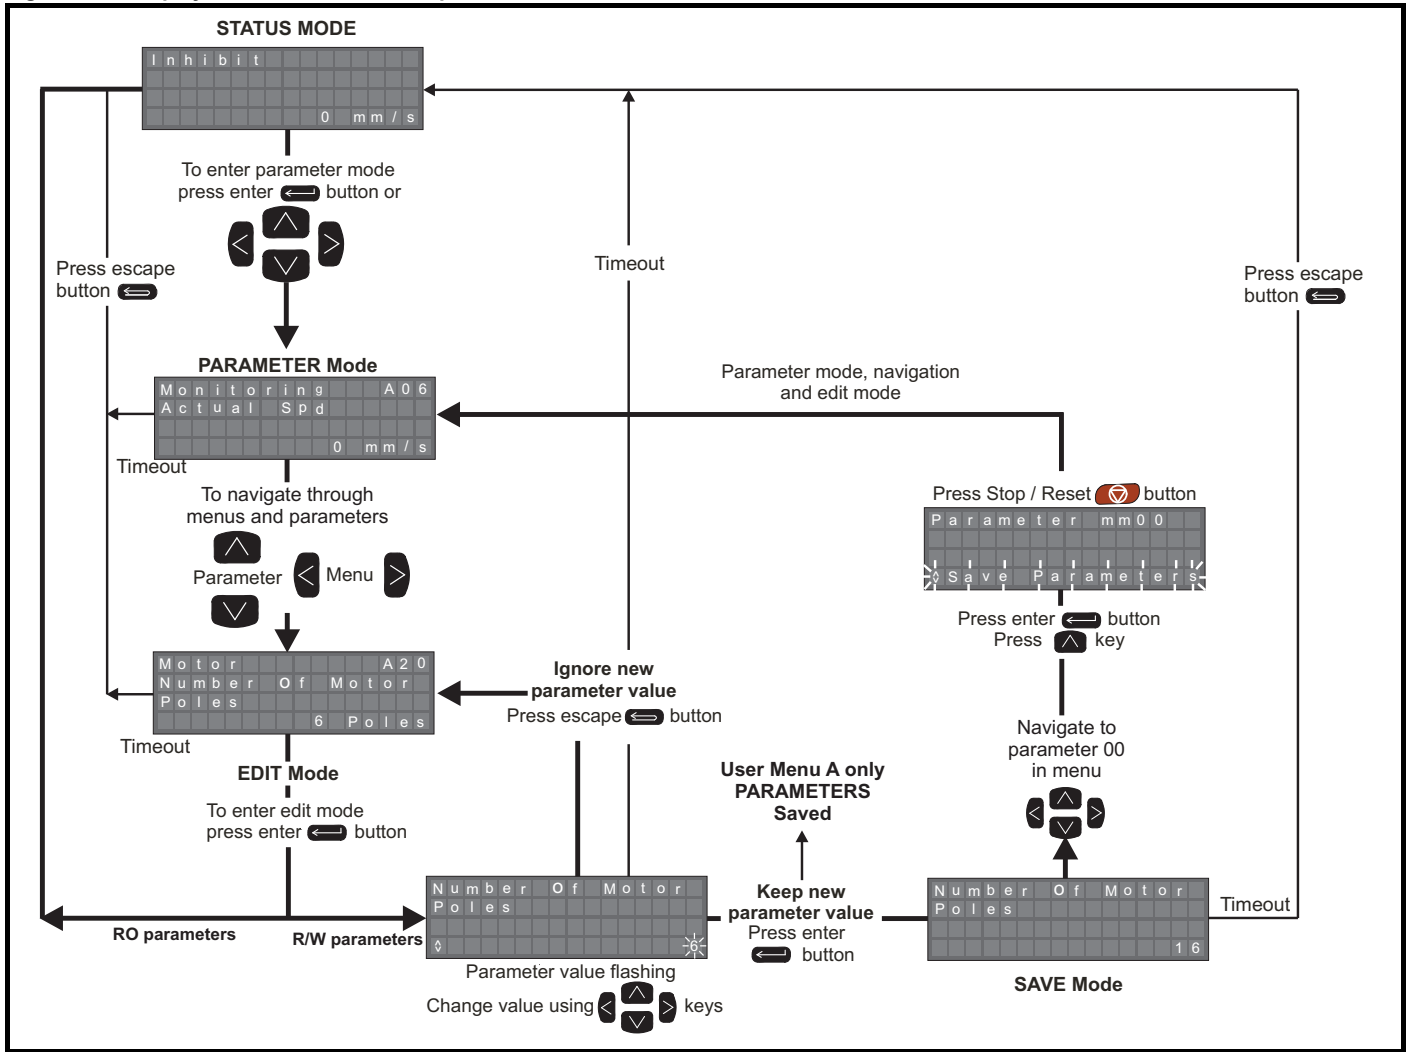 STATUS MODE
Inhibit
0 mm/s
To enter parameter mode
press enter button or
Press escape
button
Timeout
Press escape
button
PARAMETER Mode
Monitoring A06
Actual Spd
0 mm/s
Timeout
Parameter mode, navigation
and edit mode
To navigate through
menus and parameters
Parameter
Menu
Press Stop / Reset button
Parameter mm00
Save Parameters
Press enter button
Press key
Motor A20
Number Of Motor
Poles
6 Poles
Timeout
Ignore new
parameter value
Press escape button
Navigate to
parameter 00
in menu
EDIT Mode
To enter edit mode
press enter button
User Menu A only
PARAMETERS
Saved
RO parameters
R/W parameters
Number Of Motor
Poles
6
Parameter value flashing
Change value using keys
Keep new
parameter value
Press enter
button
Number Of Motor
Poles
16
Timeout
SAVE Mode